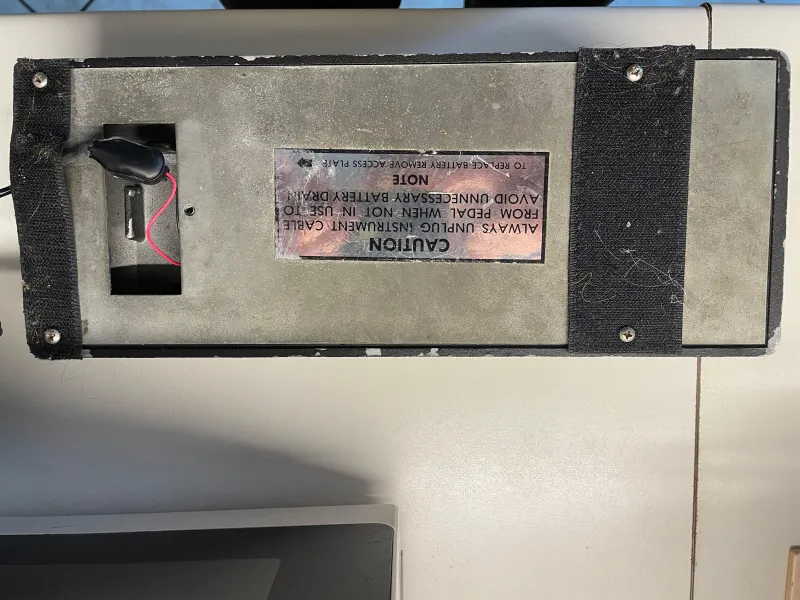 CAUTION
ALWAYS UNPLUG INSTRUMENT CABLE
FROM PEDAL WHEN NOT IN USE TO
AVOID UNNECESSARY BATTERY DRAIN
NOTE
TO REPLACE BATTERY REMOVE ACCESS PLATE